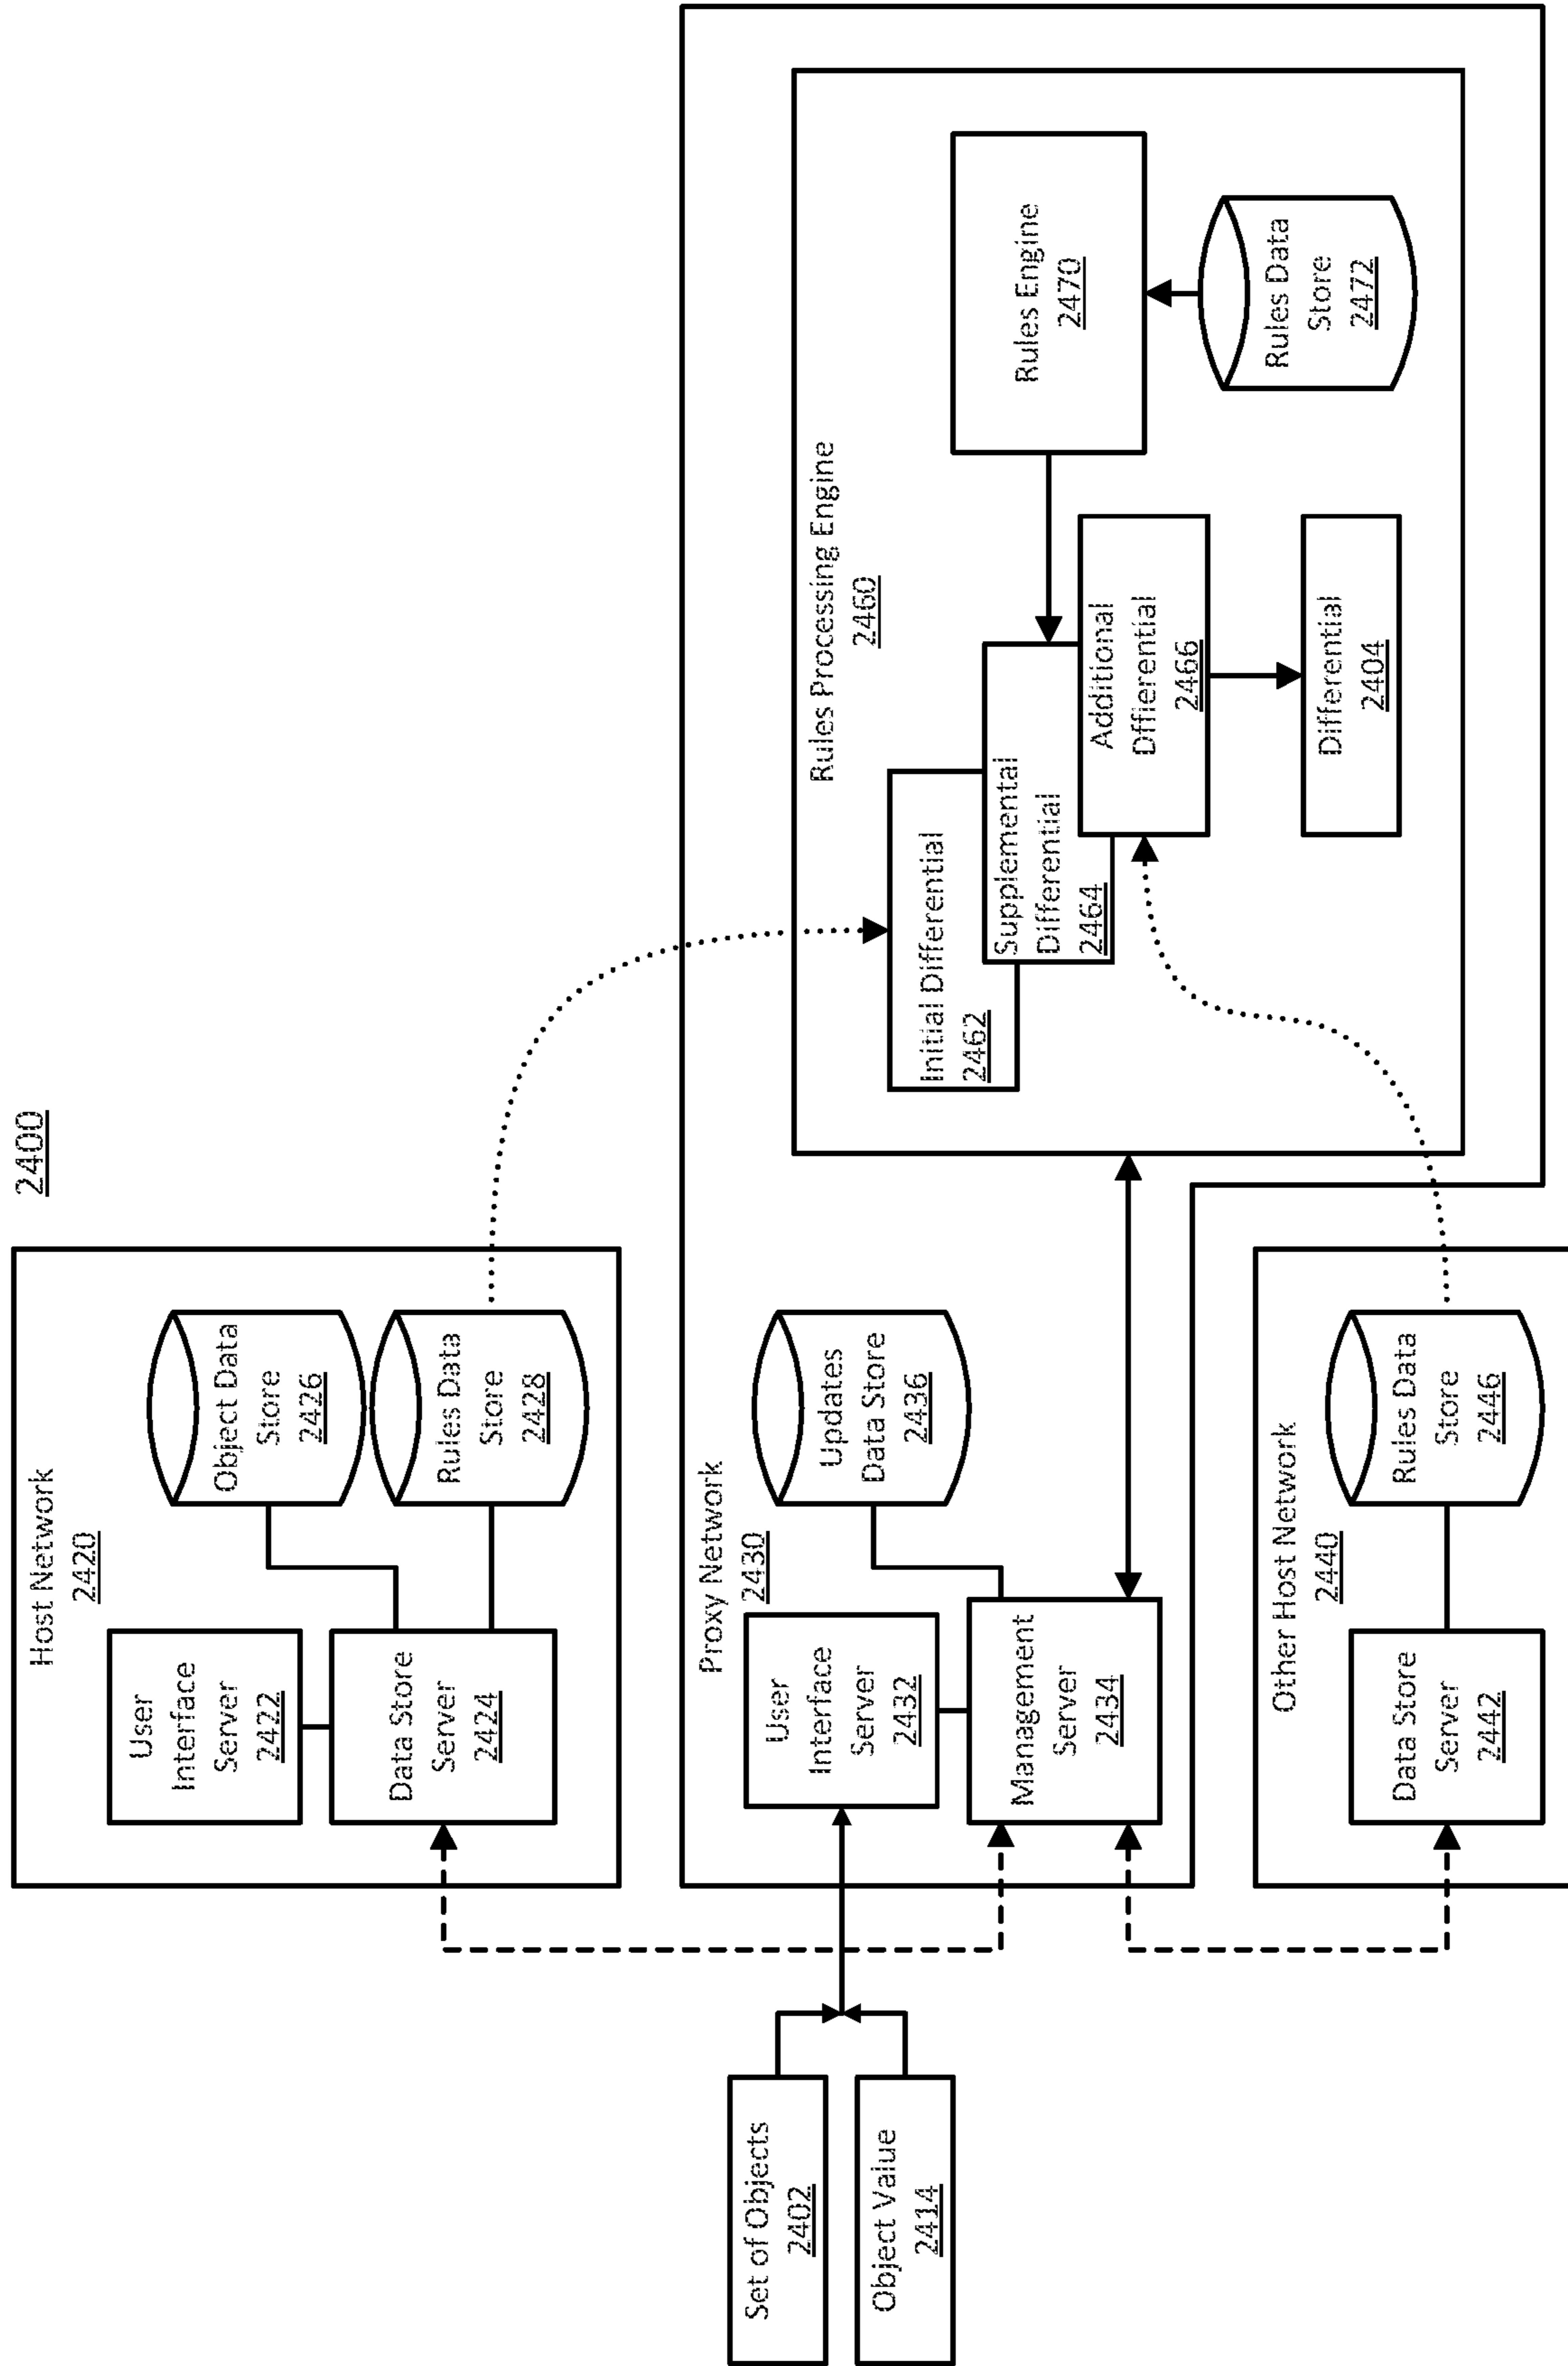 2400
Host Network
2420
User
Interface
Server
2422
Data Store
Server
2424
Object Data
Store
2426
Rules Data
Store
2428
Set of Objects
2402
Object Value
2414
Proxy Network
2430
User
Interface
Server
2432
Management
Server
2434
Updates
Data Store
2436
Rules Processing Engine
2460
Initial Differential
2462
Supplemental
Differential
2464
Additional
Dffierential
2466
Differential
2404
Rules Engine
2470
Rules Data
Store
2472
Other Host Network
2440
Data Store
Server
2442
Rules Data
Store
2446